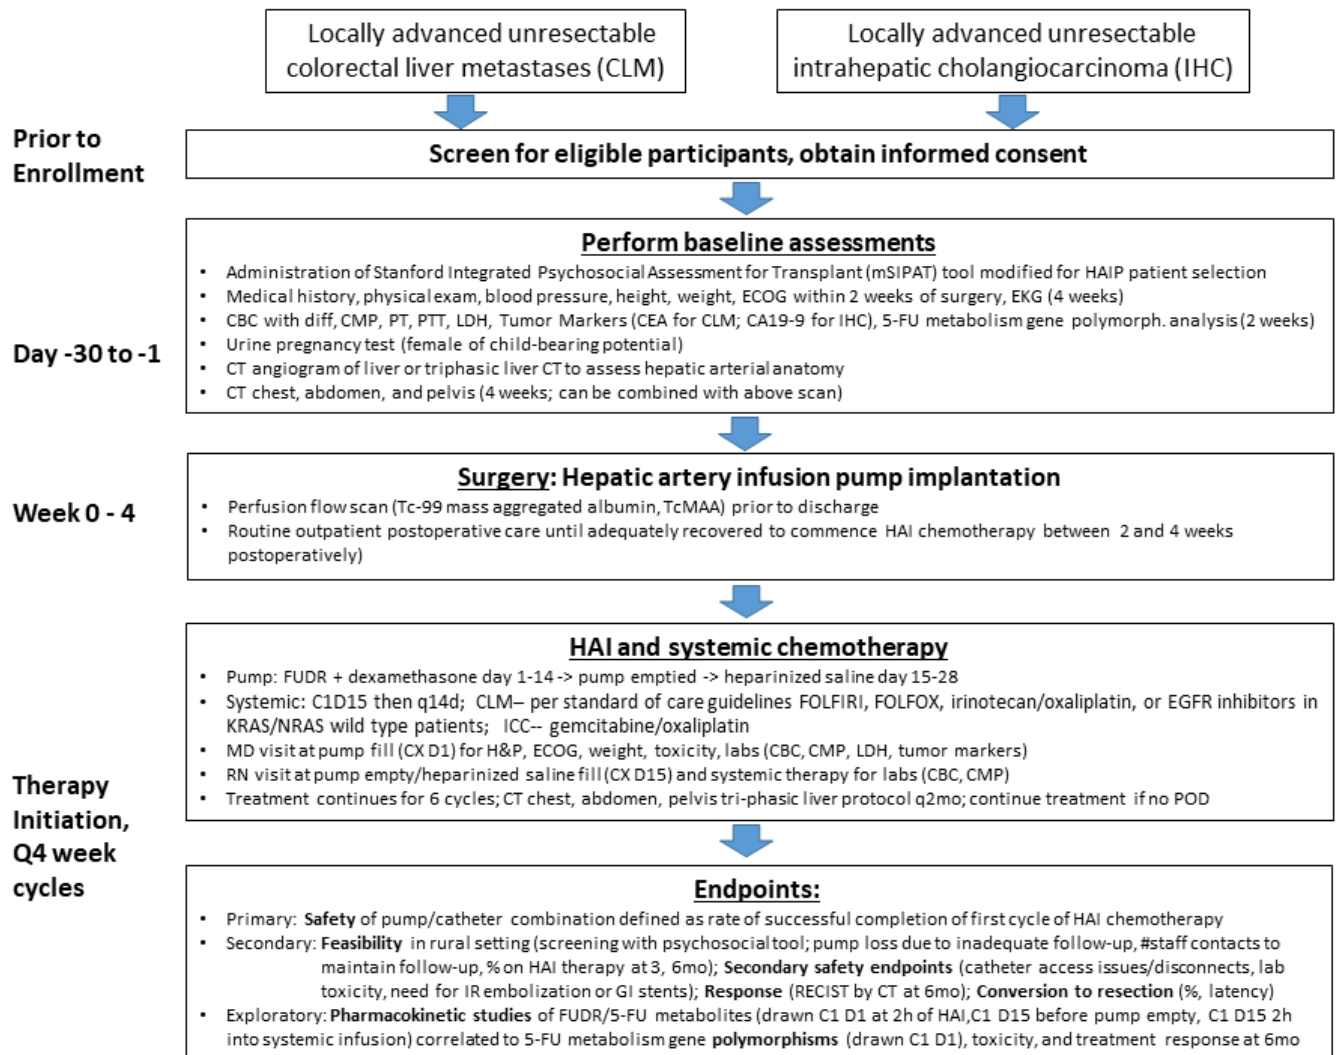 Locally advanced unresectable
colorectal liver metastases (CLM)
Locally advanced unresectable
intrahepatic cholangiocarcinoma (IHC)
Prior to
Enrollment
Screen for eligible participants, obtain informed consent
Day -30 to -1
Perform baseline assessments
• Administration of Stanford Integrated Psychosocial Assessment for Transplant (mSIPAT) tool modified for HAIP patient selection
• Medical history, physical exam, blood pressure, height, weight, ECOG within 2 weeks of surgery, EKG (4 weeks)
• CBC with diff, CMP, PT, PTT, LDH, Tumor Markers (CEA for CLM; CA19-9 for IHC), 5-FU metabolism gene polymorph. analysis (2 weeks)
• Urine pregnancy test (female of child-bearing potential)
• CT angiogram of liver or triphasic liver CT to assess hepatic arterial anatomy
• CT chest, abdomen, and pelvis (4 weeks; can be combined with above scan)
Week 0 - 4
Surgery: Hepatic artery infusion pump implantation
• Perfusion flow scan (Tc-99 mass aggregated albumin, TcMAA) prior to discharge
• Routine outpatient postoperative care until adequately recovered to commence HAI chemotherapy between 2 and 4 weeks
postoperatively)
Therapy
Initiation,
Q4 week
cycles
HAI and systemic chemotherapy
• Pump: FUDR + dexamethasone day 1-14 -> pump emptied -> heparinized saline day 15-28
• Systemic: C1D15 then q14d; CLM– per standard of care guidelines FOLFIRI, FOLFOX, irinotecan/oxaliplatin, or EGFR inhibitors in
KRAS/NRAS wild type patients; ICC-- gemcitabine/oxaliplatin
• MD visit at pump fill (CX D1) for H&P, ECOG, weight, toxicity, labs (CBC, CMP, LDH, tumor markers)
• RN visit at pump empty/heparinized saline fill (CX D15) and systemic therapy for labs (CBC, CMP)
• Treatment continues for 6 cycles; CT chest, abdomen, pelvis tri-phasic liver protocol q2mo; continue treatment if no POD
Endpoints:
• Primary: Safety of pump/catheter combination defined as rate of successful completion of first cycle of HAI chemotherapy
• Secondary: Feasibility in rural setting (screening with psychosocial tool; pump loss due to inadequate follow-up, #staff contacts to
maintain follow-up, % on HAI therapy at 3, 6mo); Secondary safety endpoints (catheter access issues/disconnects, lab
toxicity, need for IR embolization or GI stents); Response (RECIST by CT at 6mo); Conversion to resection (%, latency)
• Exploratory: Pharmacokinetic studies of FUDR/5-FU metabolites (drawn C1 D1 at 2h of HAI,C1 D15 before pump empty, C1 D15 2h
into systemic infusion) correlated to 5-FU metabolism gene polymorphisms (drawn C1 D1), toxicity, and treatment response at 6mo